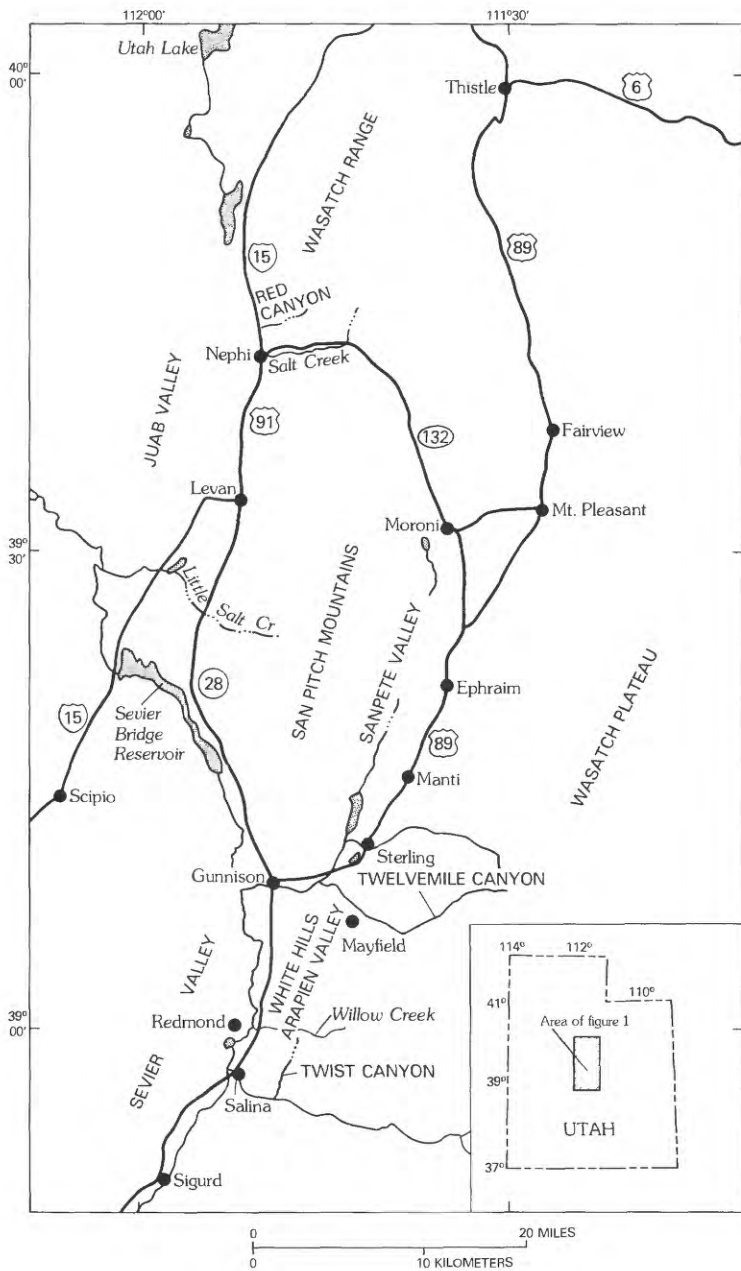 112°00'
111°30'
Utah Lake
40°
00'
Thistle
6
WASATCH RANGE
89
15
RED
CANYON
Nephi
Salt Creek
JUAB VALLEY
91
132
Fairview
Levan
Moroni
Mt. Pleasant
39°
30'
Little
Salt Cr
SAN PITCH MOUNTAINS
SANPETE VALLEY
28
Ephraim
15
Sevier
Bridge
Reservoir
89
WASATCH PLATEAU
Manti
Scipio
Sterling
Gunnison
TWELVEMILE CANYON
Mayfield
WHITE HILLS
ARAPIEN VALLEY
SEVIER VALLEY
39°
00'
Redmond
Willow Creek
TWIST CANYON
Salina
Sigurd
114°
112°
110°
41°
Area of figure 1
39°
UTAH
37°
0
20 MILES
0
10 KILOMETERS